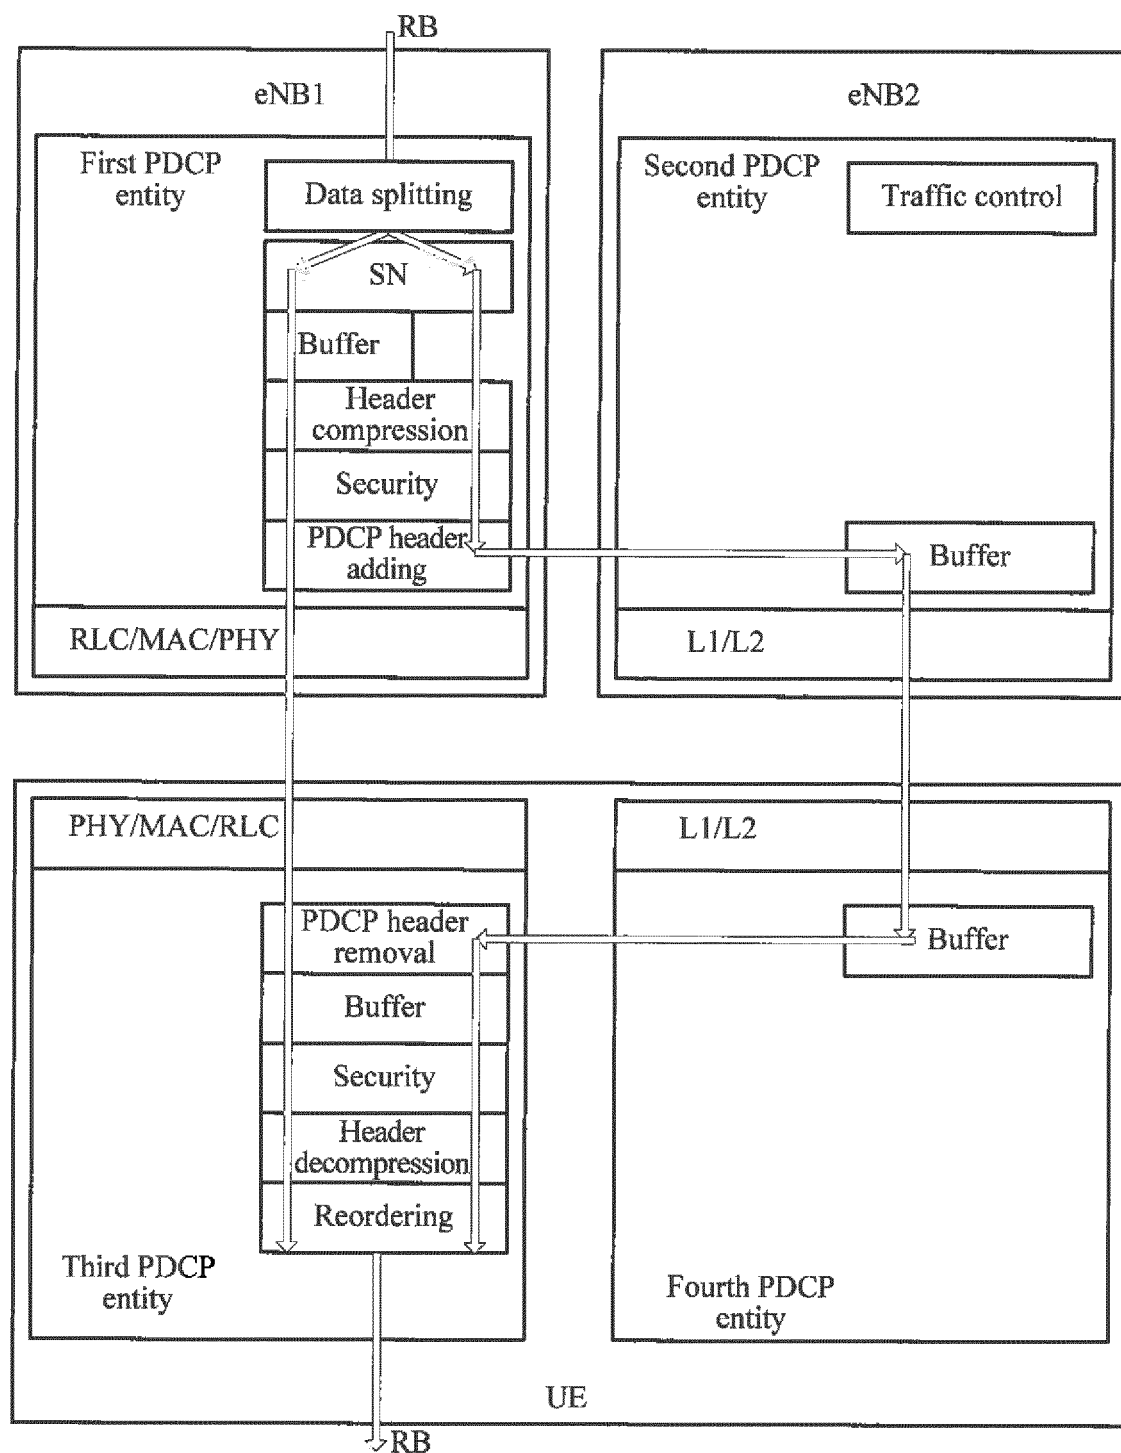 RB
eNB1
First PDCP
entity
Data splitting
SN
Buffer
Header
compression
Security
PDCP header
adding
RLC/MAC/PHY
eNB2
Second PDCP
entity
Traffic control
Buffer
L1/L2
PHY/MAC/RLC
PDCP header
removal
Buffer
Security
Header
decompression
Reordering
Third PDCP
entity
L1/L2
Buffer
Fourth PDCP
entity
UE
RB